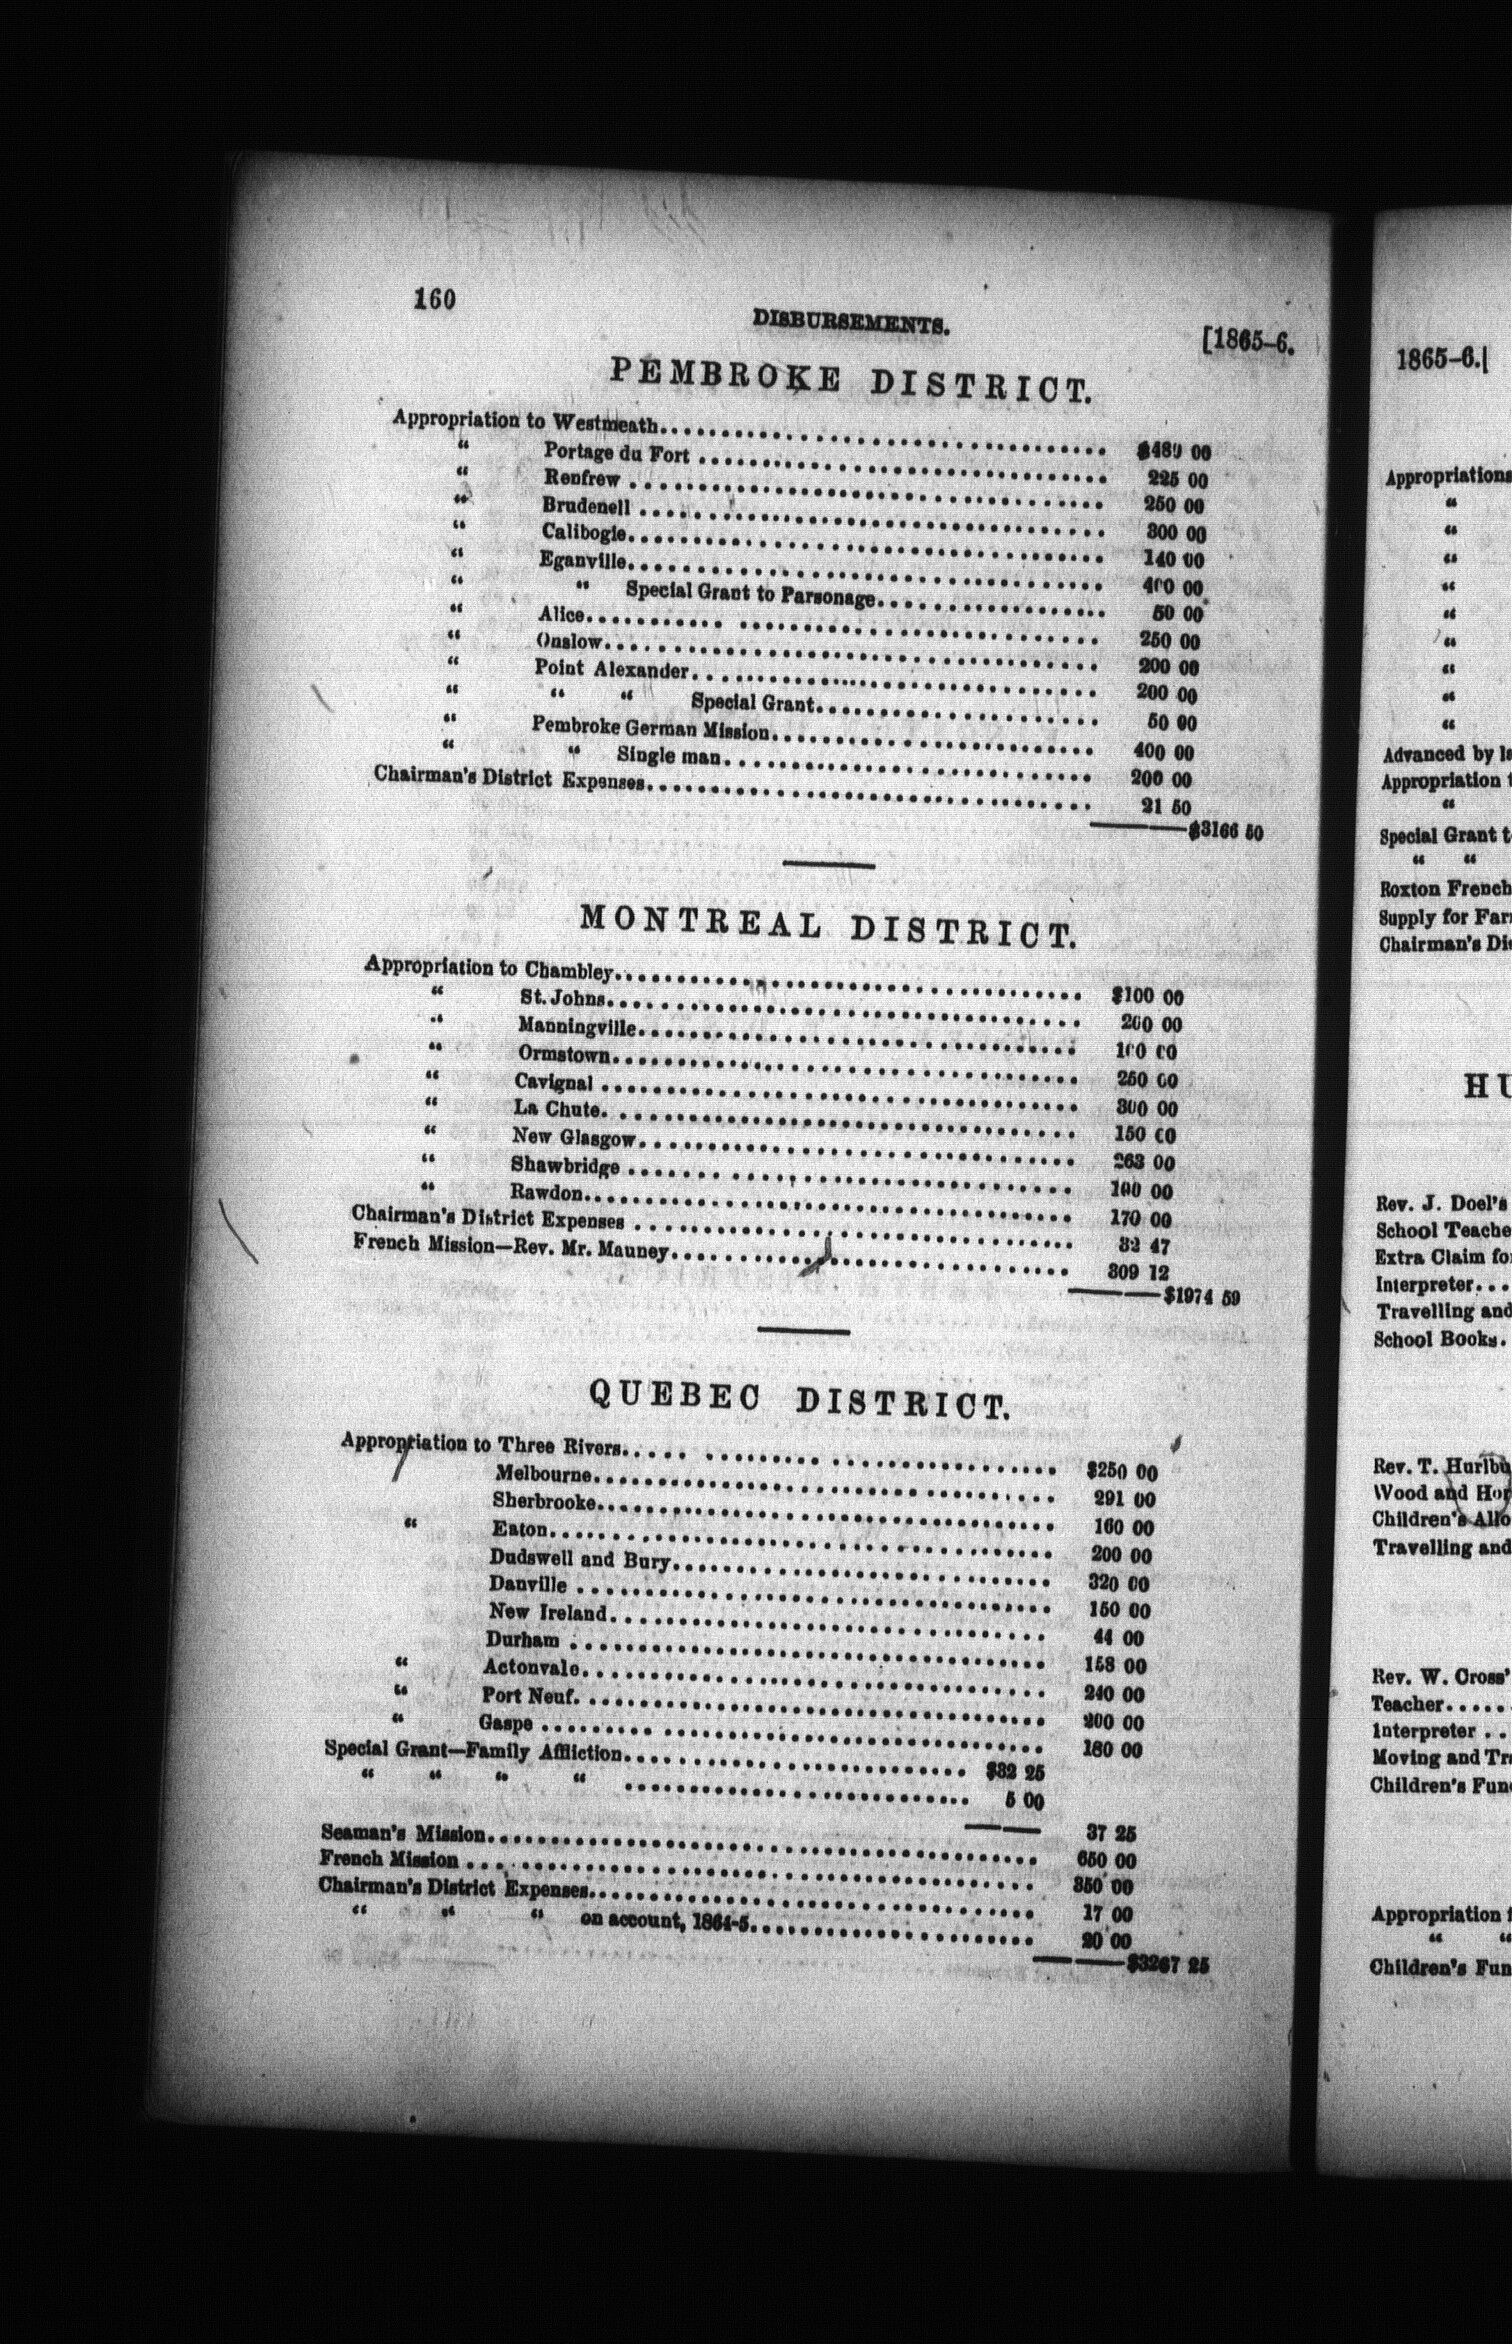 160
DISBURSEMENTS.
[1865-6.
PEMBROKE DISTRICT.
Appropriation to Westmeath.......... $480 00
“ Portage du Fort .......... 225 00
“ Renfrew .......... 250 00
“ Brudenell .......... 300 00
“ Calibogie.......... 140 00
“ Eganville.......... 400 00
“ “ Special Grant to Parsonage.......... 50 00
“ Alice.......... 250 00
“ Onslow.......... 200 00
“ Point Alexander.......... 200 00
“ “ “ Special Grant.......... 50 00
“ Pembroke German Mission.......... 400 00
“ “ Single man.......... 200 00
Chairman's District Expenses.......... 21 50
$3166 50
MONTREAL DISTRICT.
Appropriation to Chambley.......... $100 00
“ St. Johns.......... 200 00
“ Manningville.......... 100 00
“ Ormstown.......... 250 00
“ Cavignal .......... 300 00
“ La Chute.......... 150 00
“ New Glasgow.......... 263 00
“ Shawbridge .......... 100 00
“ Rawdon.......... 170 00
Chairman's District Expenses .......... 32 47
French Mission—Rev. Mr. Mauney.......... 309 12
$1974 59
QUEBEC DISTRICT.
Appropriation to Three Rivers.......... $250 00
Melbourne.......... 291 00
Sherbrooke.......... 160 00
“ Eaton.......... 200 00
Dudswell and Bury.......... 320 00
Danville .......... 150 00
New Ireland.......... 44 00
Durham .......... 158 00
“ Actonvale.......... 240 00
“ Port Neuf.......... 200 00
“ Gaspe .......... 180 00
Special Grant—Family Affliction.......... $32 25
“ “ “ “ .......... 5 00
37 25
Seaman's Mission.......... 650 00
French Mission .......... 350 00
Chairman's District Expenses.......... 17 00
“ “ “ on account, 1864-5.......... 20 00
$3267 25
1865-6.|
Appropriations
“
“
“
“
“
“
“
“
“
Advanced by
Appropriation
“
Special Grant
“ “
Roxton French
Supply for
Chairman's
HU
Rev. J. Doel's
School
Extra Claim
Interpreter...
Travelling and
School Books.
Rev. T.
Wood and
Children's
Travelling and
Rev. W. Cross'
Teacher.....
Interpreter ..
Moving and
Children's
Appropriation
“ “
Children's